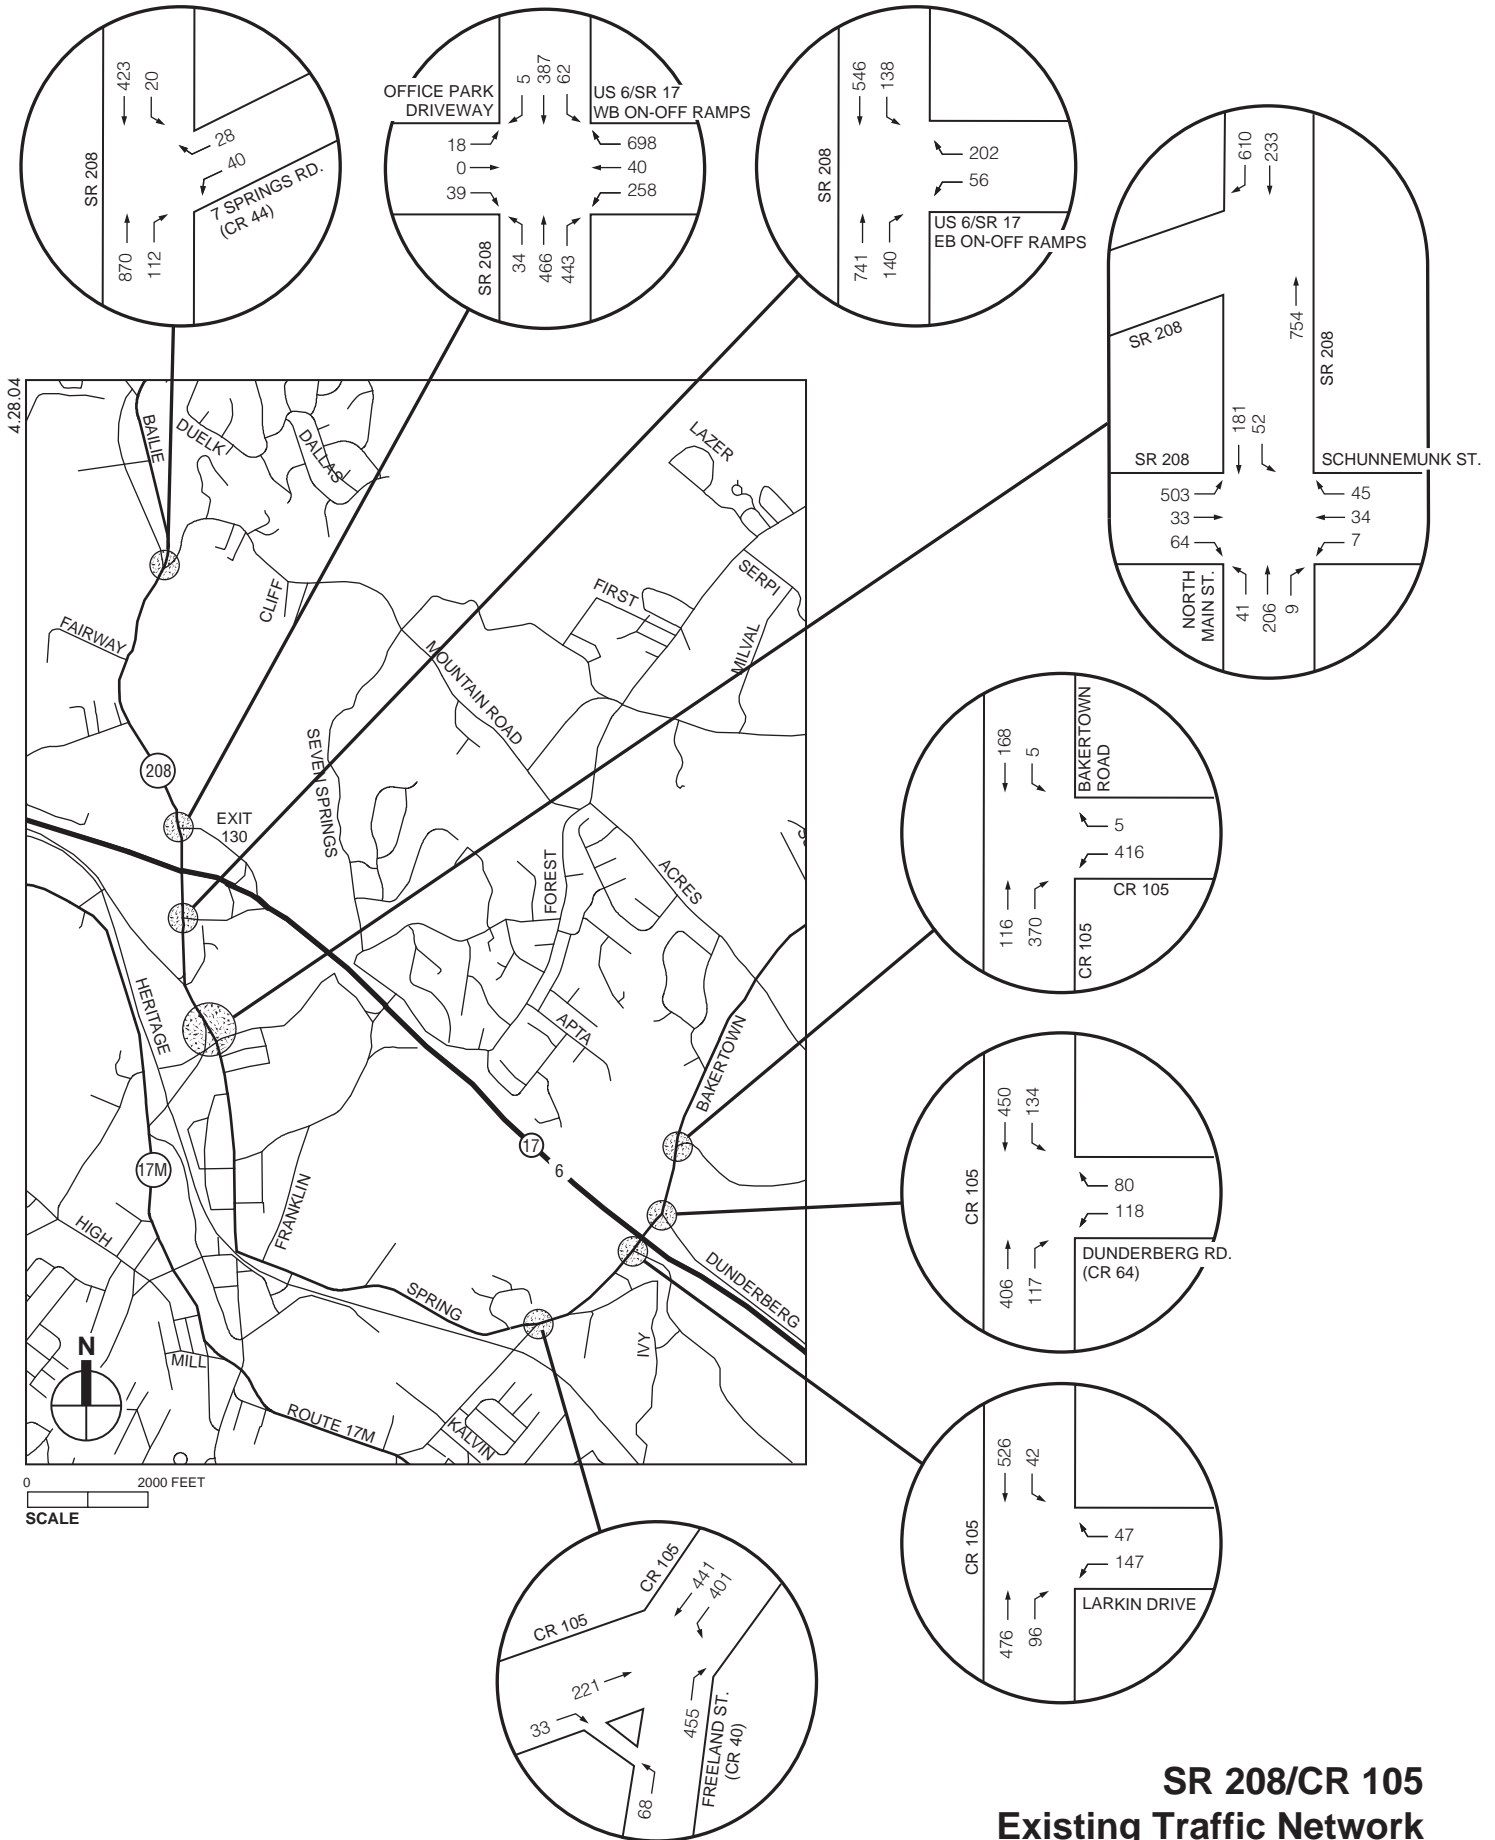 423
20
28
40
SR 208
7 SPRINGS RD.
(CR 44)
870
112
OFFICE PARK
DRIVEWAY
5
387
62
US 6/SR 17
WB ON-OFF RAMPS
18
0
39
698
40
258
SR 208
34
466
443
546
138
SR 208
202
56
US 6/SR 17
EB ON-OFF RAMPS
741
140
610
233
SR 208
754
SR 208
181
52
SR 208
SCHUNNEMUNK ST.
503
33
64
45
34
7
NORTH
MAIN ST.
41
206
9
4.28.04
BAILIE
DUELK
DALLAS
LAZER
CLIFF
FIRST
SERPI
FAIRWAY
MOUNTAIN ROAD
MILVAL
SEVEN SPRINGS
208
EXIT
130
FOREST
ACRES
HERITAGE
APTA
BAKERTOWN
17
6
17M
FRANKLIN
HIGH
SPRING
DUNDERBERG
IVY
N
MILL
ROUTE 17M
KALVIN
0
2000 FEET
SCALE
168
5
BAKERTOWN
ROAD
5
416
CR 105
116
370
CR 105
450
134
CR 105
80
118
DUNDERBERG RD.
(CR 64)
406
117
526
42
CR 105
47
147
LARKIN DRIVE
476
96
CR 105
441
401
CR 105
221
33
455
68
FREELAND ST.
(CR 40)
SR 208/CR 105
Existing Traffic Network